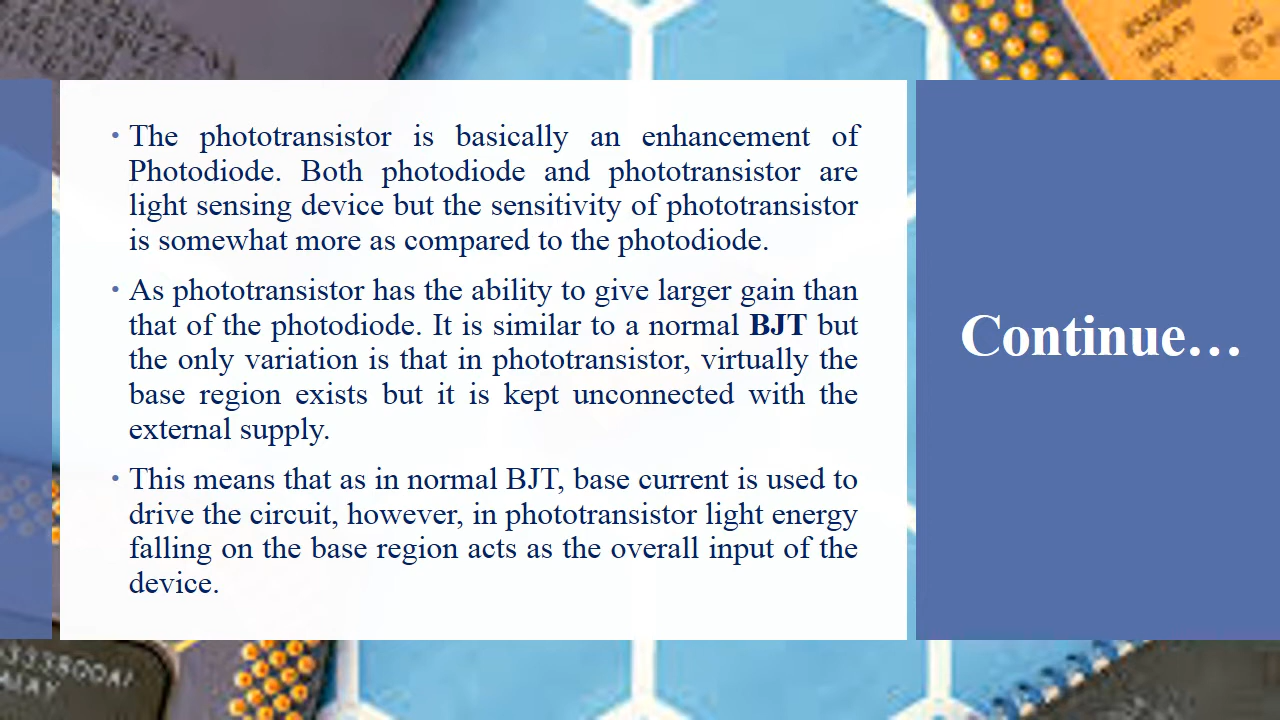 • The phototransistor is basically an enhancement of
Photodiode. Both photodiode and phototransistor are
light sensing device but the sensitivity of phototransistor
is somewhat more as compared to the photodiode.
• As phototransistor has the ability to give larger gain than
that of the photodiode. It is similar to a normal BJT but
the only variation is that in phototransistor, virtually the
base region exists but it is kept unconnected with the
external supply.
• This means that as in normal BJT, base current is used to
drive the circuit, however, in phototransistor light energy
falling on the base region acts as the overall input of the
device.
Continue…